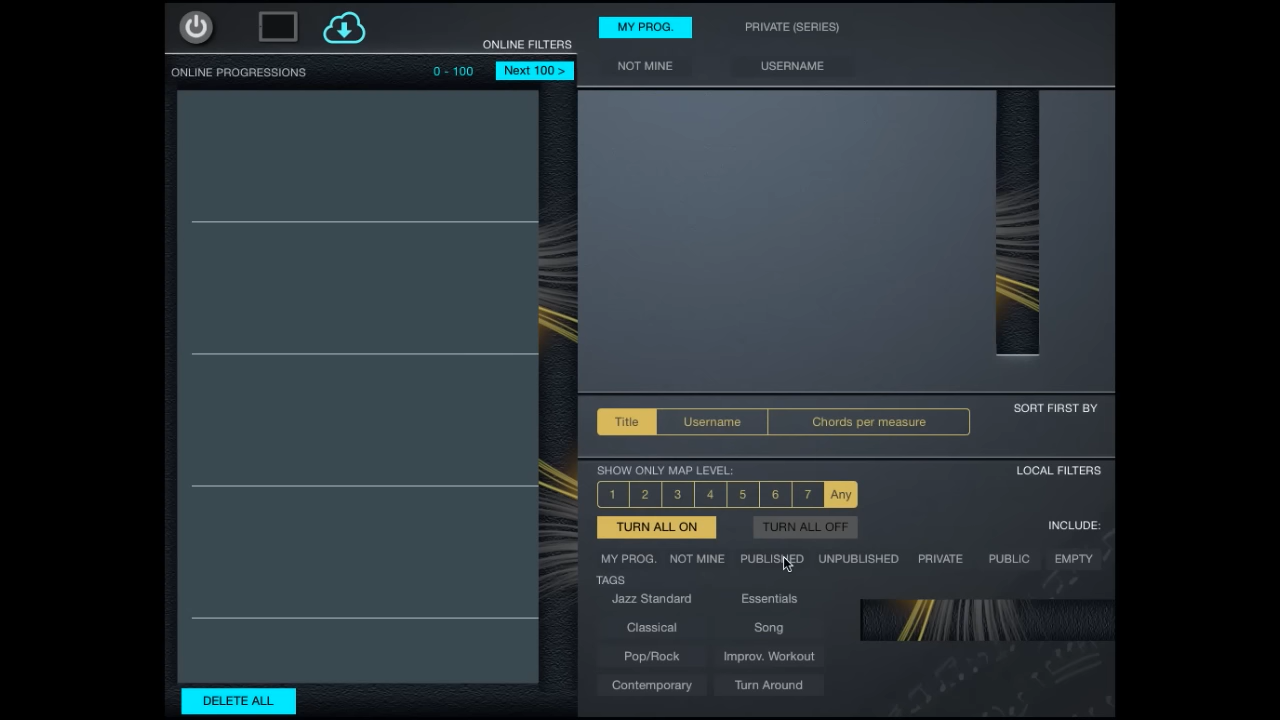 ONLINE FILTERS
MY PROG. PRIVATE (SERIES)
NOT MINE USERNAME
ONLINE PROGRESSIONS 0 - 100 Next 100 >
SORT FIRST BY
Title Username Chords per measure
SHOW ONLY MAP LEVEL: LOCAL FILTERS
1 2 3 4 5 6 7 Any
TURN ALL ON TURN ALL OFF INCLUDE:
MY PROG. NOT MINE PUBLISHED UNPUBLISHED PRIVATE PUBLIC EMPTY
TAGS
Jazz Standard Essentials
Classical Song
Pop/Rock Improv. Workout
Contemporary Turn Around
DELETE ALL